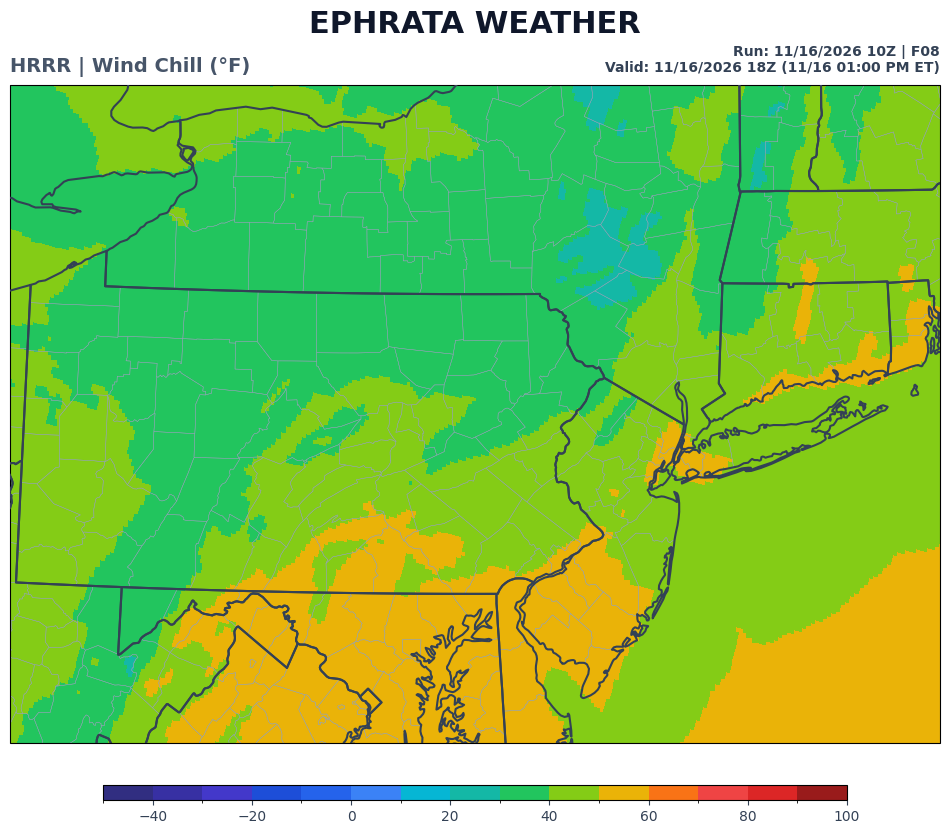 EPHRATA WEATHER
HRRR | Wind Chill (°F)
Run: 11/16/2026 10Z | F08
Valid: 11/16/2026 18Z (11/16 01:00 PM ET)
−40 −20 0 20 40 60 80 100